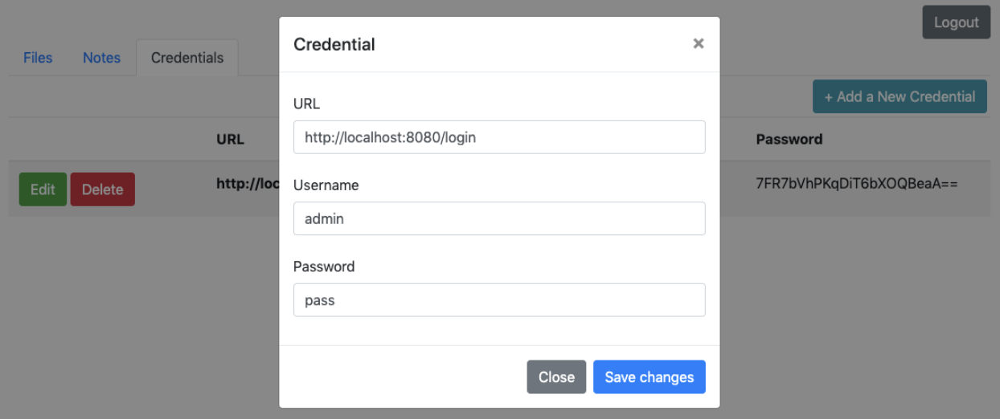 Logout
Files Notes Credentials
+ Add a New Credential
URL Password
Edit Delete http://loc 7FR7bVhPKqDiT6bXOQBeaA==
Credential ×
URL
http://localhost:8080/login
Username
admin
Password
pass
Close Save changes